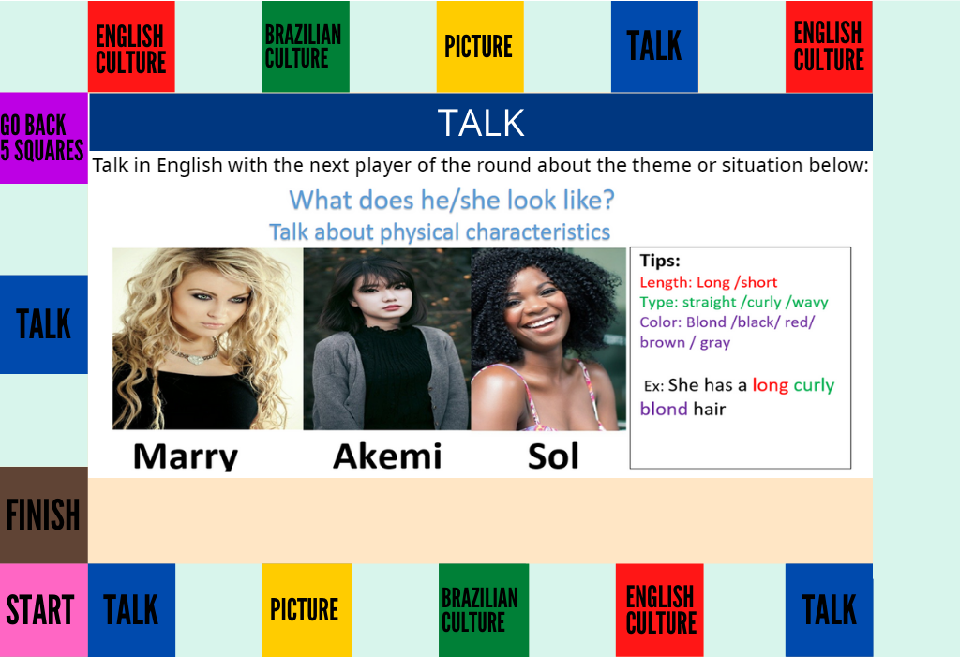 ENGLISH
CULTURE
BRAZILIAN
CULTURE
PICTURE
TALK
ENGLISH
CULTURE
GO BACK
5 SQUARES
TALK
Talk in English with the next player of the round about the theme or situation below:
What does he/she look like?
Talk about physical characteristics
Tips:
Length: Long /short
Type: straight /curly /wavy
Color: Blond /black/ red/
brown / gray
Ex: She has a long curly
blond hair
Marry
Akemi
Sol
TALK
FINISH
START
TALK
PICTURE
BRAZILIAN
CULTURE
ENGLISH
CULTURE
TALK